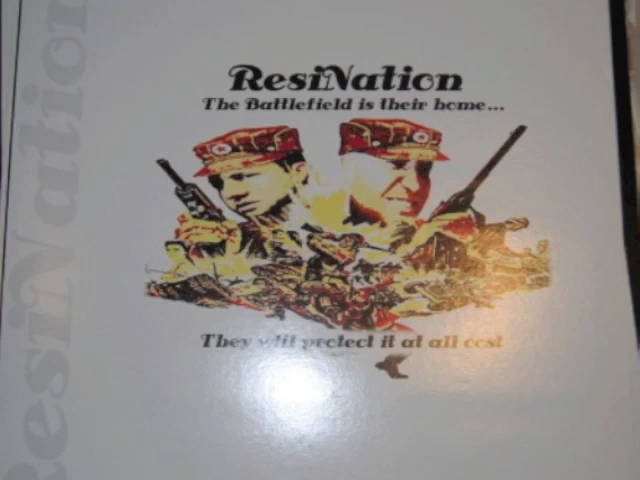 ResiNation
ResiNation
The Battlefield is their home...
They will protect it at all cost